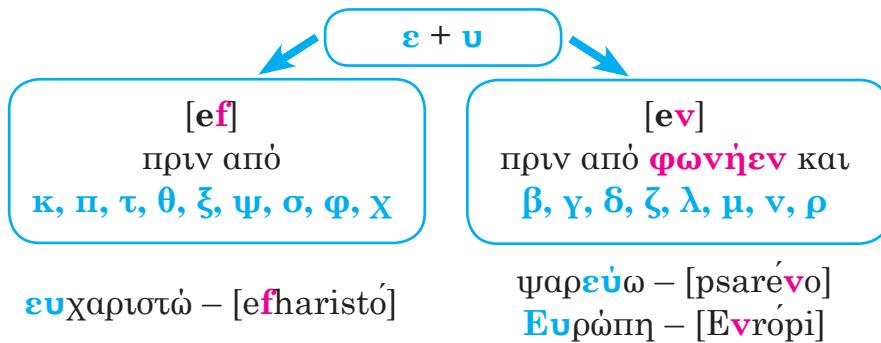 ε + υ
[ef]
πριν από
κ, π, τ, θ, ξ, ψ, σ, φ, χ
ευχαριστώ – [efharistó]
[ev]
πριν από φωνήεν και
β, γ, δ, ζ, λ, μ, ν, ρ
ψαρεύω – [psarévo]
Ευρώπη – [Evrópi]